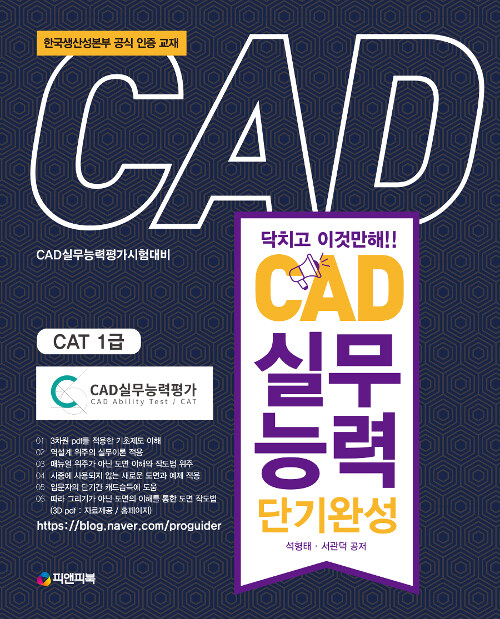 한국생산성본부 공식 인증 교재
CAD
CAD실무능력평가시험대비
닥치고 이것만해!!
CAD
실무
능력
단기완성
석형태 · 서관덕 공저
CAT 1급
CAD실무능력평가
CAD Ability Test / CAT
01 3차원 pdf를 적용한 기초제도 이해
02 역설계 위주의 실무이론 적용
03 매뉴얼 위주가 아닌 도면 이해와 작도법 위주
04 시중에 사용되지 않는 새로운 도면과 예제 적용
05 입문자의 단기간 캐드습득에 도움
06 따라 그리기가 아닌 도면의 이해를 통한 도면 작도법
(3D pdf : 자료제공 / 홈페이지)
https://blog.naver.com/proguider
피앤피북